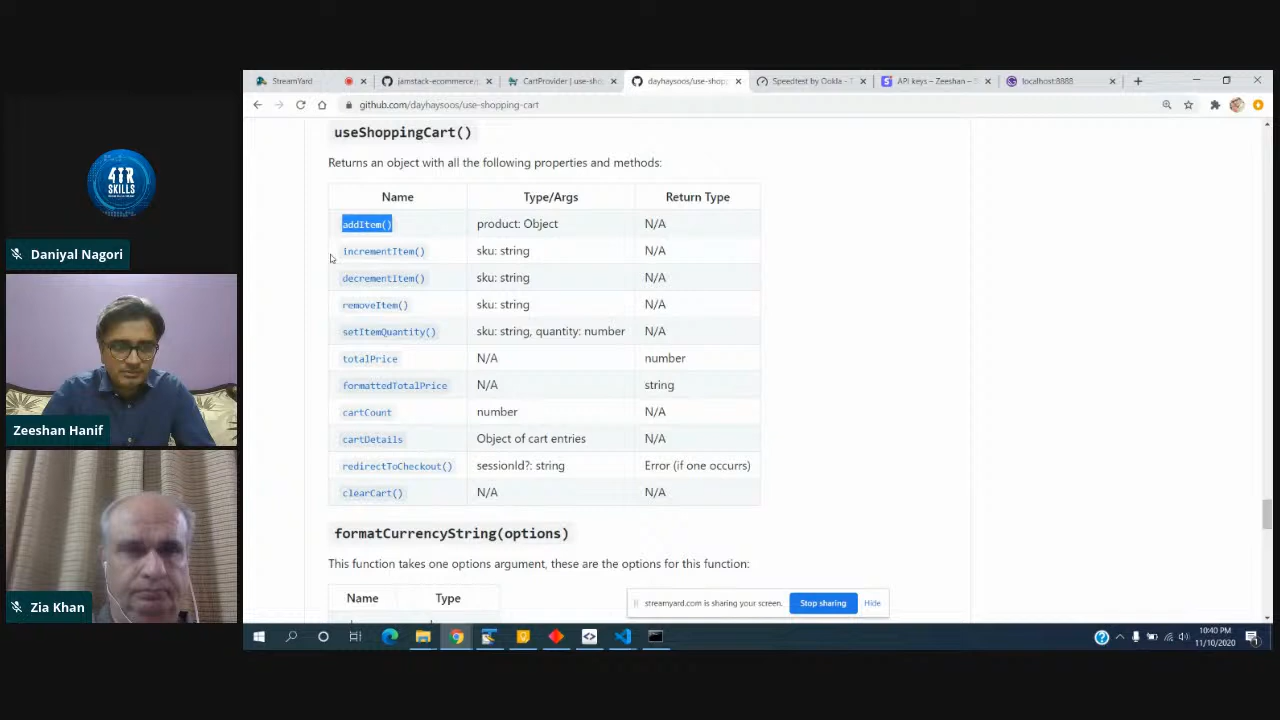 StreamYard
jamstack-ecommerce/
CartProvider | use-sho
dayhaysoos/use-shopp
Speedtest by Ookla - T
API keys – Zeeshan – S
localhost:8888
github.com/dayhaysoos/use-shopping-cart
useShoppingCart()
Returns an object with all the following properties and methods:
Name Type/Args Return Type
addItem() product: Object N/A
incrementItem() sku: string N/A
decrementItem() sku: string N/A
removeItem() sku: string N/A
setItemQuantity() sku: string, quantity: number N/A
totalPrice N/A number
formattedTotalPrice N/A string
cartCount number N/A
cartDetails Object of cart entries N/A
redirectToCheckout() sessionId?: string Error (if one occurrs)
clearCart() N/A N/A
formatCurrencyString(options)
This function takes one options argument, these are the options for this function:
Name Type
streamyard.com is sharing your screen. Stop sharing Hide
10:40 PM
11/10/2020
4IR
SKILLS
Daniyal Nagori
Zeeshan Hanif
Zia Khan